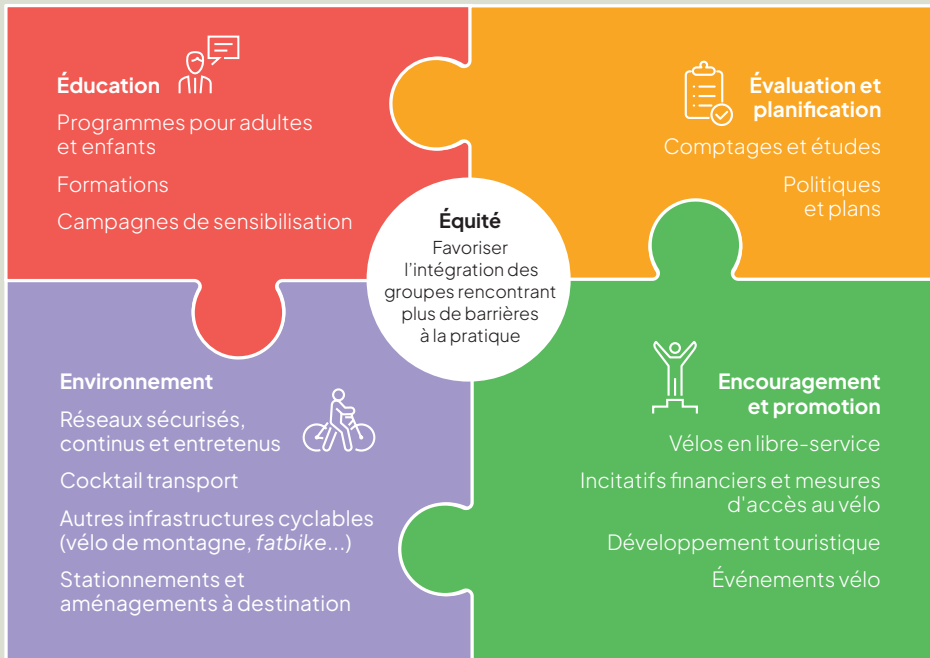 Éducation
Programmes pour adultes
et enfants
Formations
Campagnes de sensibilisation
Évaluation et
planification
Comptages et études
Politiques
et plans
Équité
Favoriser
l'intégration des
groupes rencontrant
plus de barrières
à la pratique
Environnement
Réseaux sécurisés,
continus et entretenus
Cocktail transport
Autres infrastructures cyclables
(vélo de montagne, fatbike...)
Stationnements et
aménagements à destination
Encouragement
et promotion
Vélos en libre-service
Incitatifs financiers et mesures
d'accès au vélo
Développement touristique
Événements vélo